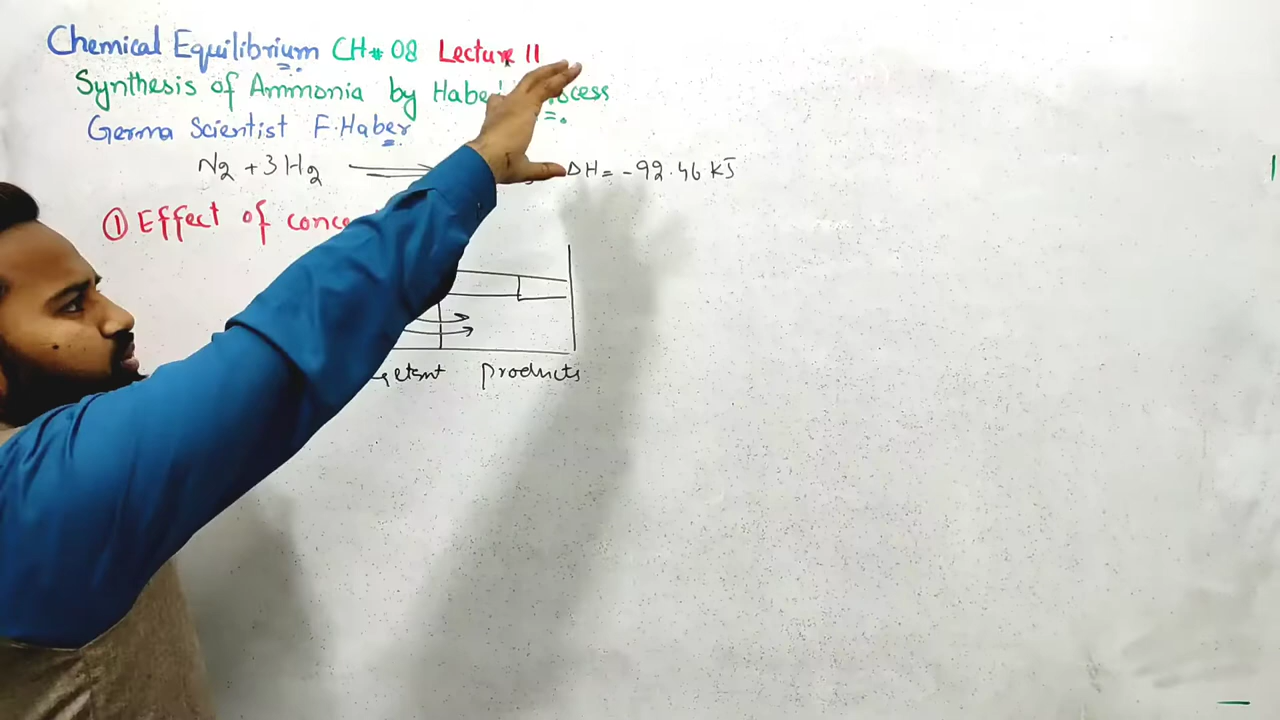 Chemical Equilibrium CH# 08 Lecture 11
Synthesis of Ammonia by
Germa Scientist F. Haber
N2 + 3H2 ΔH = -92.46 kJ
① Effect of
products